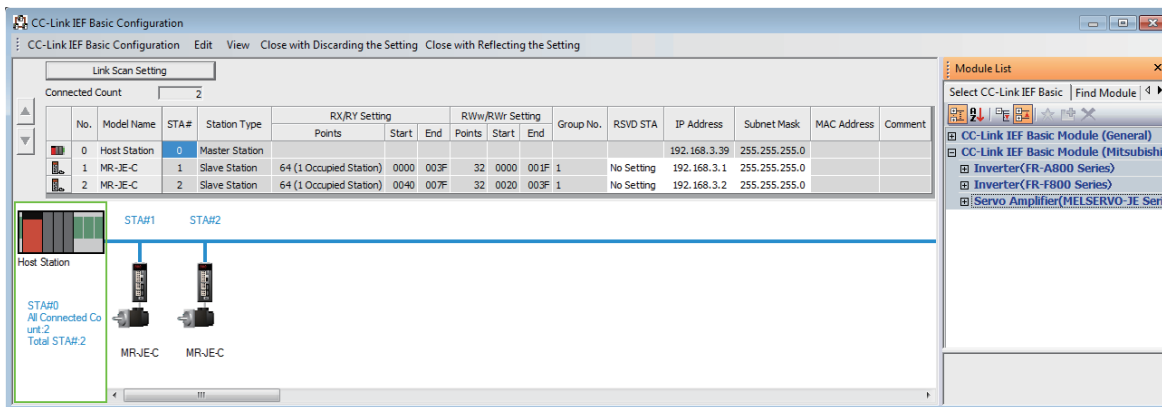 CC-Link IEF Basic Configuration
CC-Link IEF Basic Configuration Edit View Close with Discarding the Setting Close with Reflecting the Setting
Link Scan Setting
Connected Count 2
No. Model Name STA# Station Type RX/RY Setting RWw/RWr Setting Group No. RSVD STA IP Address Subnet Mask MAC Address Comment
Points Start End Points Start End
0 Host Station 0 Master Station 192.168.3.39 255.255.255.0
1 MR-JE-C 1 Slave Station 64 (1 Occupied Station) 0000 003F 32 0000 001F 1 No Setting 192.168.3.1 255.255.255.0
2 MR-JE-C 2 Slave Station 64 (1 Occupied Station) 0040 007F 32 0020 003F 1 No Setting 192.168.3.2 255.255.255.0
STA#1 STA#2
Host Station
STA#0
All Connected Co
unt:2
Total STA#:2
MR-JE-C MR-JE-C
Module List
Select CC-Link IEF Basic Find Module
CC-Link IEF Basic Module (General)
CC-Link IEF Basic Module (Mitsubishi
Inverter(FR-A800 Series)
Inverter(FR-F800 Series)
Servo Amplifier(MELSERVO-JE Seri